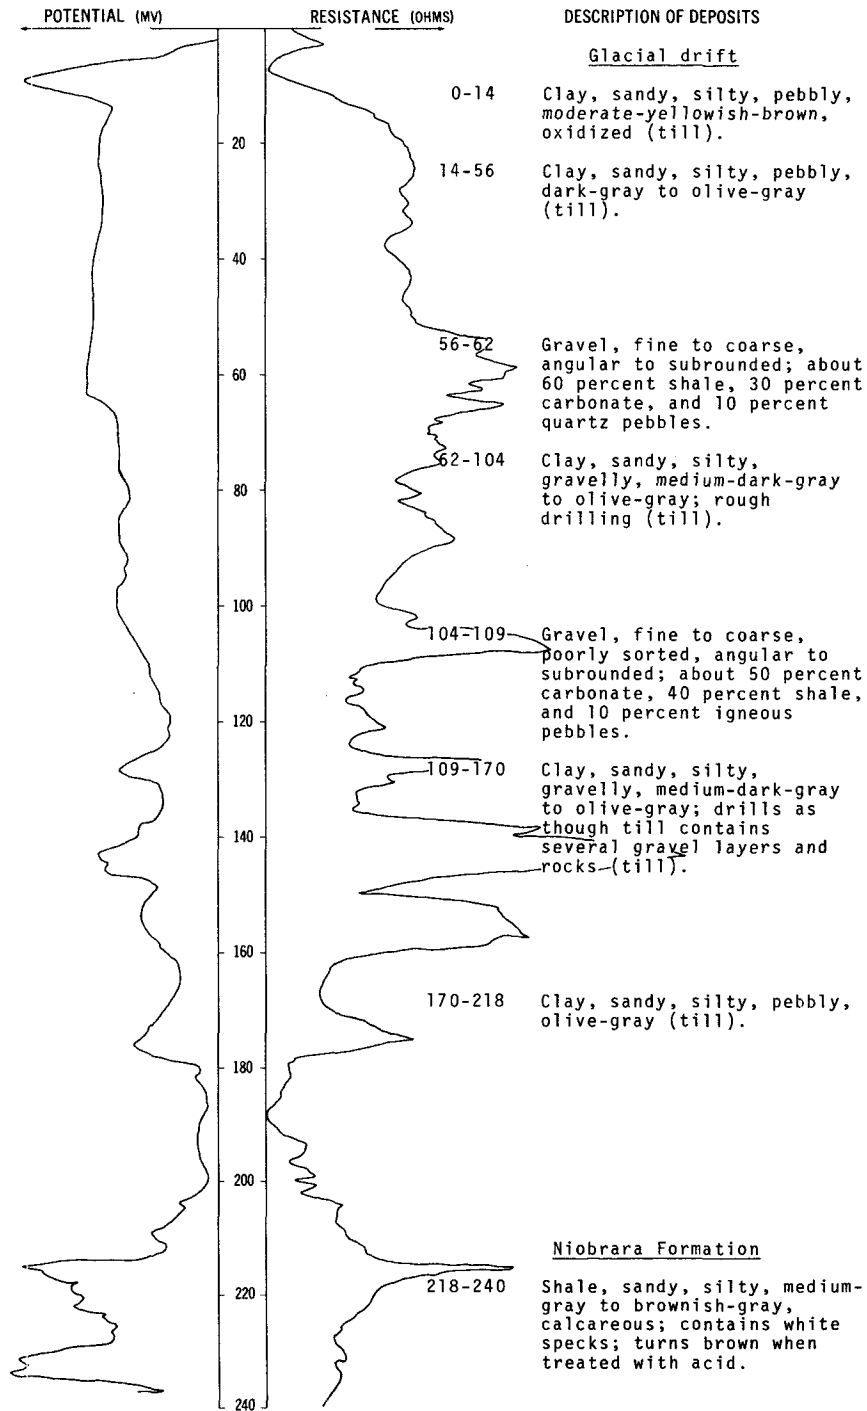 POTENTIAL (MV) RESISTANCE (OHMS) DESCRIPTION OF DEPOSITS
Glacial drift
0-14 Clay, sandy, silty, pebbly,
moderate-yellowish-brown,
oxidized (till).
20
14-56 Clay, sandy, silty, pebbly,
dark-gray to olive-gray
(till).
40
56-62 Gravel, fine to coarse,
angular to subrounded; about
60 60 percent shale, 30 percent
carbonate, and 10 percent
quartz pebbles.
62-104 Clay, sandy, silty,
gravelly, medium-dark-gray
80 to olive-gray; rough
drilling (till).
100
104-109 Gravel, fine to coarse,
poorly sorted, angular to
subrounded; about 50 percent
carbonate, 40 percent shale,
120 and 10 percent igneous
pebbles.
109-170 Clay, sandy, silty,
gravelly, medium-dark-gray
to olive-gray; drills as
140 though till contains
several gravel layers and
rocks (till).
160
170-218 Clay, sandy, silty, pebbly,
olive-gray (till).
180
200
Niobrara Formation
218-240 Shale, sandy, silty, medium-
220 gray to brownish-gray,
calcareous; contains white
specks; turns brown when
treated with acid.
240